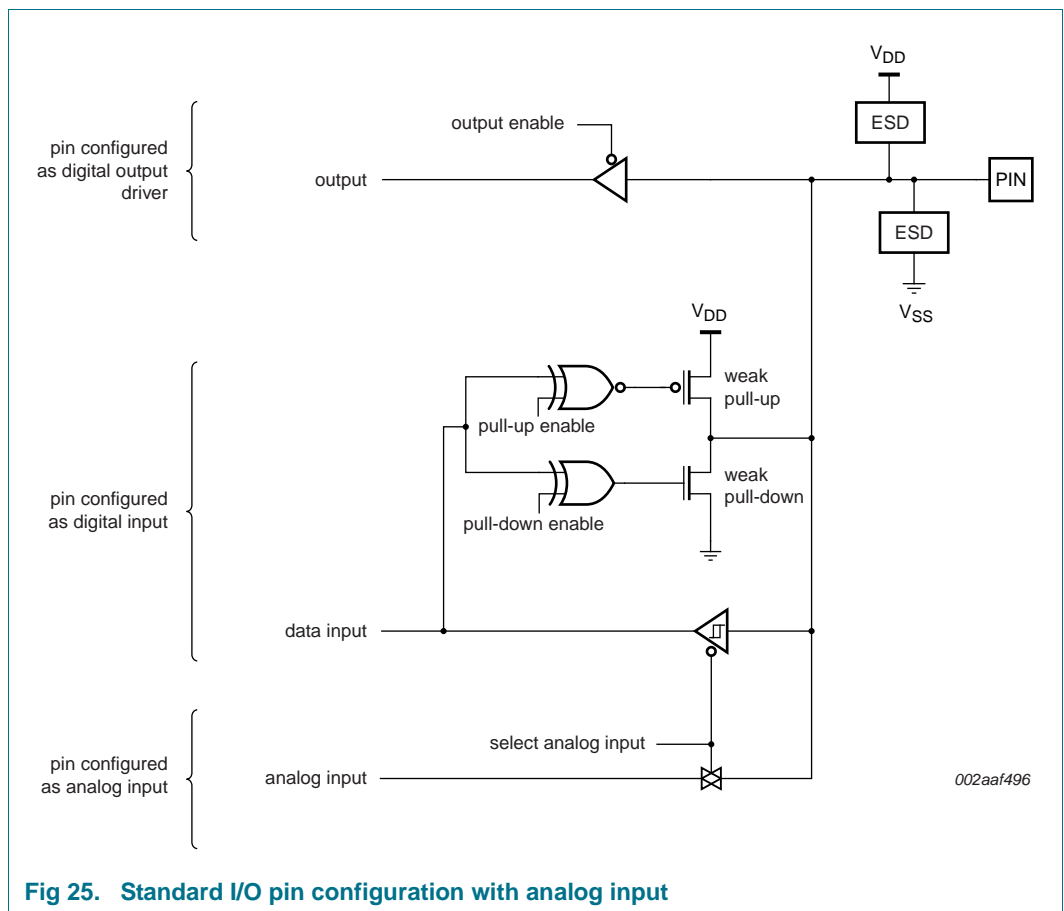 VDD
ESD
output enable
pin configured
as digital output
driver
output
PIN
ESD
VSS
VDD
weak
pull-up
pull-up enable
pin configured
as digital input
weak
pull-down
pull-down enable
data input
select analog input
pin configured
as analog input
analog input
002aaf496
Fig 25. Standard I/O pin configuration with analog input